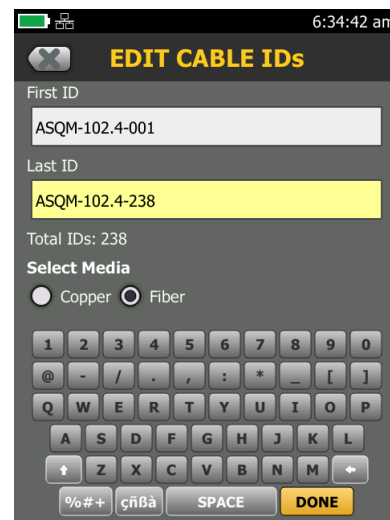 6:34:42 am
EDIT CABLE IDs
First ID
ASQM-102.4-001
Last ID
ASQM-102.4-238
Total IDs: 238
Select Media
Copper Fiber
1 2 3 4 5 6 7 8 9 0
@ - / . , : * _ [ ]
Q W E R T Y U I O P
A S D F G H J K L
Z X C V B N M
%#+ çñßà SPACE DONE